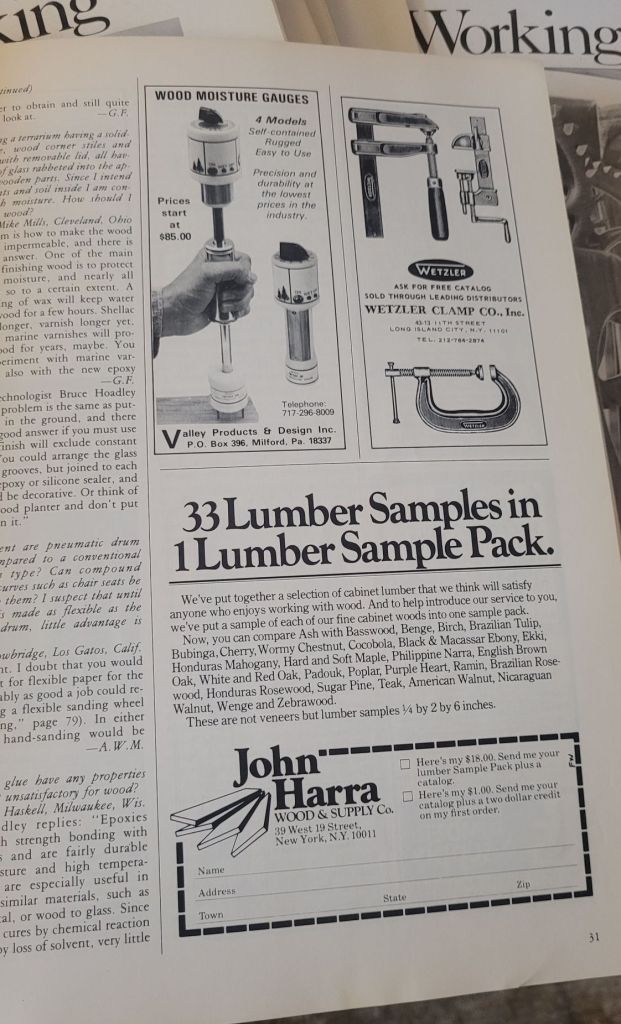 king
Working
tinued)
er to obtain and still quite
look at. —G.F.
ng a terrarium having a solid-
, wood corner stiles and
with removable lid, all hav-
f glass rabbeted into the ap-
ooden parts. Since I intend
ts and soil inside I am con-
h moisture. How should I
wood?
Mike Mills, Cleveland, Ohio
m is how to make the wood
impermeable, and there is
answer. One of the main
finishing wood is to protect
moisture, and nearly all
so to a certain extent. A
ng of wax will keep water
wood for a few hours. Shellac
longer, varnish longer yet.
marine varnishes will pro-
od for years, maybe. You
eriment with marine var-
also with the new epoxy
—G.F.
echnologist Bruce Hoadley
problem is the same as put-
in the ground, and there
good answer if you must use
finish will exclude constant
You could arrange the glass
grooves, but joined to each
epoxy or silicone sealer, and
d be decorative. Or think of
ood planter and don't put
n it."
ent are pneumatic drum
mpared to a conventional
type? Can compound
curves such as chair seats be
them? I suspect that until
is made as flexible as the
drum, little advantage is
owbridge, Los Gatos, Calif.
nt. I doubt that you would
t for flexible paper for the
ably as good a job could re-
g a flexible sanding wheel
ng," page 79). In either
hand-sanding would be
—A.W.M.
glue have any properties
unsatisfactory for wood?
Haskell, Milwaukee, Wis.
dley replies: "Epoxies
h strength bonding with
s and are fairly durable
sture and high tempera-
are especially useful in
similar materials, such as
al, or wood to glass. Since
cures by chemical reaction
by loss of solvent, very little
WOOD MOISTURE GAUGES
4 Models
Self-contained
Rugged
Easy to Use
Precision and
durability at
the lowest
prices in the
industry.
Prices
start
at
$85.00
Telephone:
717-296-8009
Valley Products & Design Inc.
P.O. Box 396, Milford, Pa. 18337
WETZLER
ASK FOR FREE CATALOG
SOLD THROUGH LEADING DISTRIBUTORS
WETZLER CLAMP CO., Inc.
43-13 11TH STREET
LONG ISLAND CITY, N.Y. 11101
TEL. 212-784-2874
WETZLER
33 Lumber Samples in
1 Lumber Sample Pack.
We've put together a selection of cabinet lumber that we think will satisfy
anyone who enjoys working with wood. And to help introduce our service to you,
we've put a sample of each of our fine cabinet woods into one sample pack.
Now, you can compare Ash with Basswood, Benge, Birch, Brazilian Tulip,
Bubinga, Cherry, Wormy Chestnut, Cocobola, Black & Macassar Ebony, Ekki,
Honduras Mahogany, Hard and Soft Maple, Philippine Narra, English Brown
Oak, White and Red Oak, Padouk, Poplar, Purple Heart, Ramin, Brazilian Rose-
wood, Honduras Rosewood, Sugar Pine, Teak, American Walnut, Nicaraguan
Walnut, Wenge and Zebrawood.
These are not veneers but lumber samples ¼ by 2 by 6 inches.
John
Harra
WOOD & SUPPLY Co.
39 West 19 Street,
New York, N.Y. 10011
Here's my $18.00. Send me your
lumber Sample Pack plus a
catalog.
Here's my $1.00. Send me your
catalog plus a two dollar credit
on my first order.
FW
Name
Address
Town State Zip
31